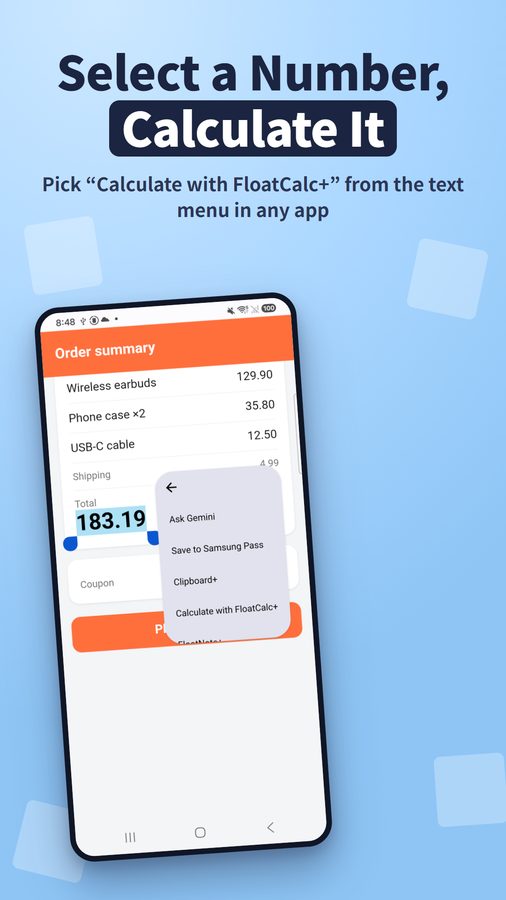 Select a Number,
Calculate It
Pick “Calculate with FloatCalc+” from the text
menu in any app
8:48
100
Order summary
Wireless earbuds 129.90
Phone case ×2 35.80
USB-C cable 12.50
Shipping 4.99
Total
183.19
Ask Gemini
Save to Samsung Pass
Clipboard+
Coupon
Calculate with FloatCalc+